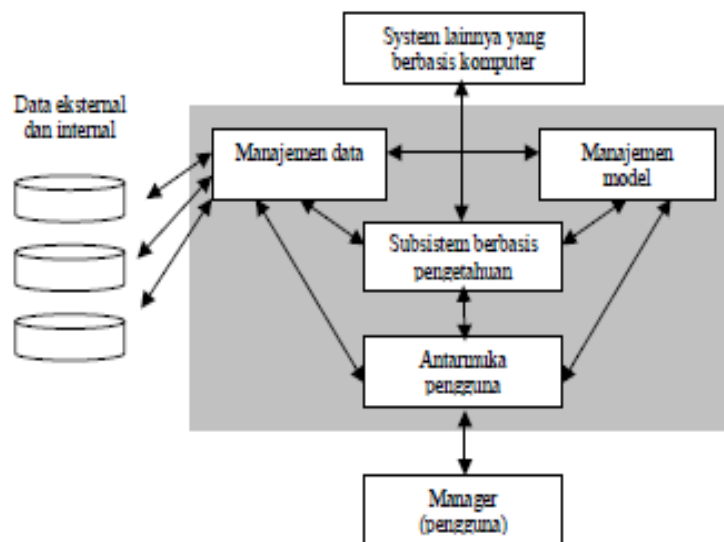 System lainnya yang
berbasis komputer
Data eksternal
dan internal
Manajemen data
Manajemen
model
Subsistem berbasis
pengetahuan
Antarmuka
pengguna
Manager
(pengguna)